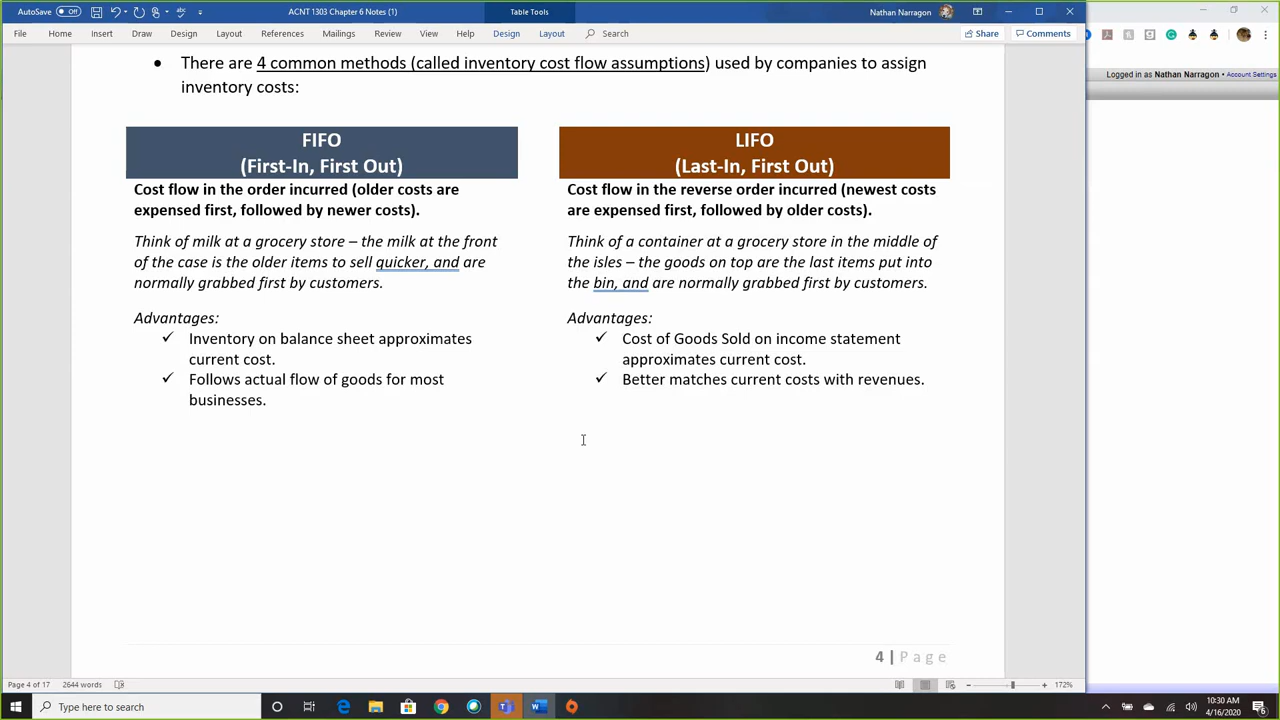 AutoSave Off
ACNT 1303 Chapter 6 Notes (1)
Table Tools
Nathan Narragon
File Home Insert Draw Design Layout References Mailings Review View Help Design Layout Search Share Comments
Logged in as Nathan Narragon • Account Settings
• There are 4 common methods (called inventory cost flow assumptions) used by companies to assign
inventory costs:
FIFO
(First-In, First Out)
Cost flow in the order incurred (older costs are
expensed first, followed by newer costs).
Think of milk at a grocery store – the milk at the front
of the case is the older items to sell quicker, and are
normally grabbed first by customers.
Advantages:
✓ Inventory on balance sheet approximates
current cost.
✓ Follows actual flow of goods for most
businesses.
LIFO
(Last-In, First Out)
Cost flow in the reverse order incurred (newest costs
are expensed first, followed by older costs).
Think of a container at a grocery store in the middle of
the isles – the goods on top are the last items put into
the bin, and are normally grabbed first by customers.
Advantages:
✓ Cost of Goods Sold on income statement
approximates current cost.
✓ Better matches current costs with revenues.
4 | Page
Page 4 of 17 2644 words
172%
Type here to search
10:30 AM
4/16/2020
6